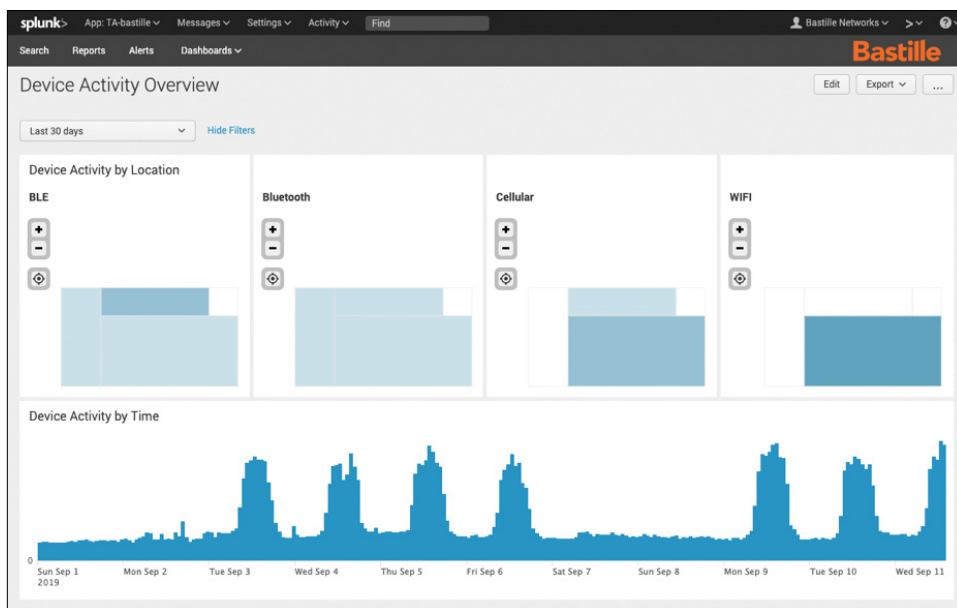 splunk> App: TA-bastille Messages Settings Activity Find Bastille Networks >
Search Reports Alerts Dashboards Bastille
Device Activity Overview Edit Export ...
Last 30 days Hide Filters
Device Activity by Location
BLE Bluetooth Cellular WIFI
+ + + +
- - - -
Device Activity by Time
0
Sun Sep 1 Mon Sep 2 Tue Sep 3 Wed Sep 4 Thu Sep 5 Fri Sep 6 Sat Sep 7 Sun Sep 8 Mon Sep 9 Tue Sep 10 Wed Sep 11
2019